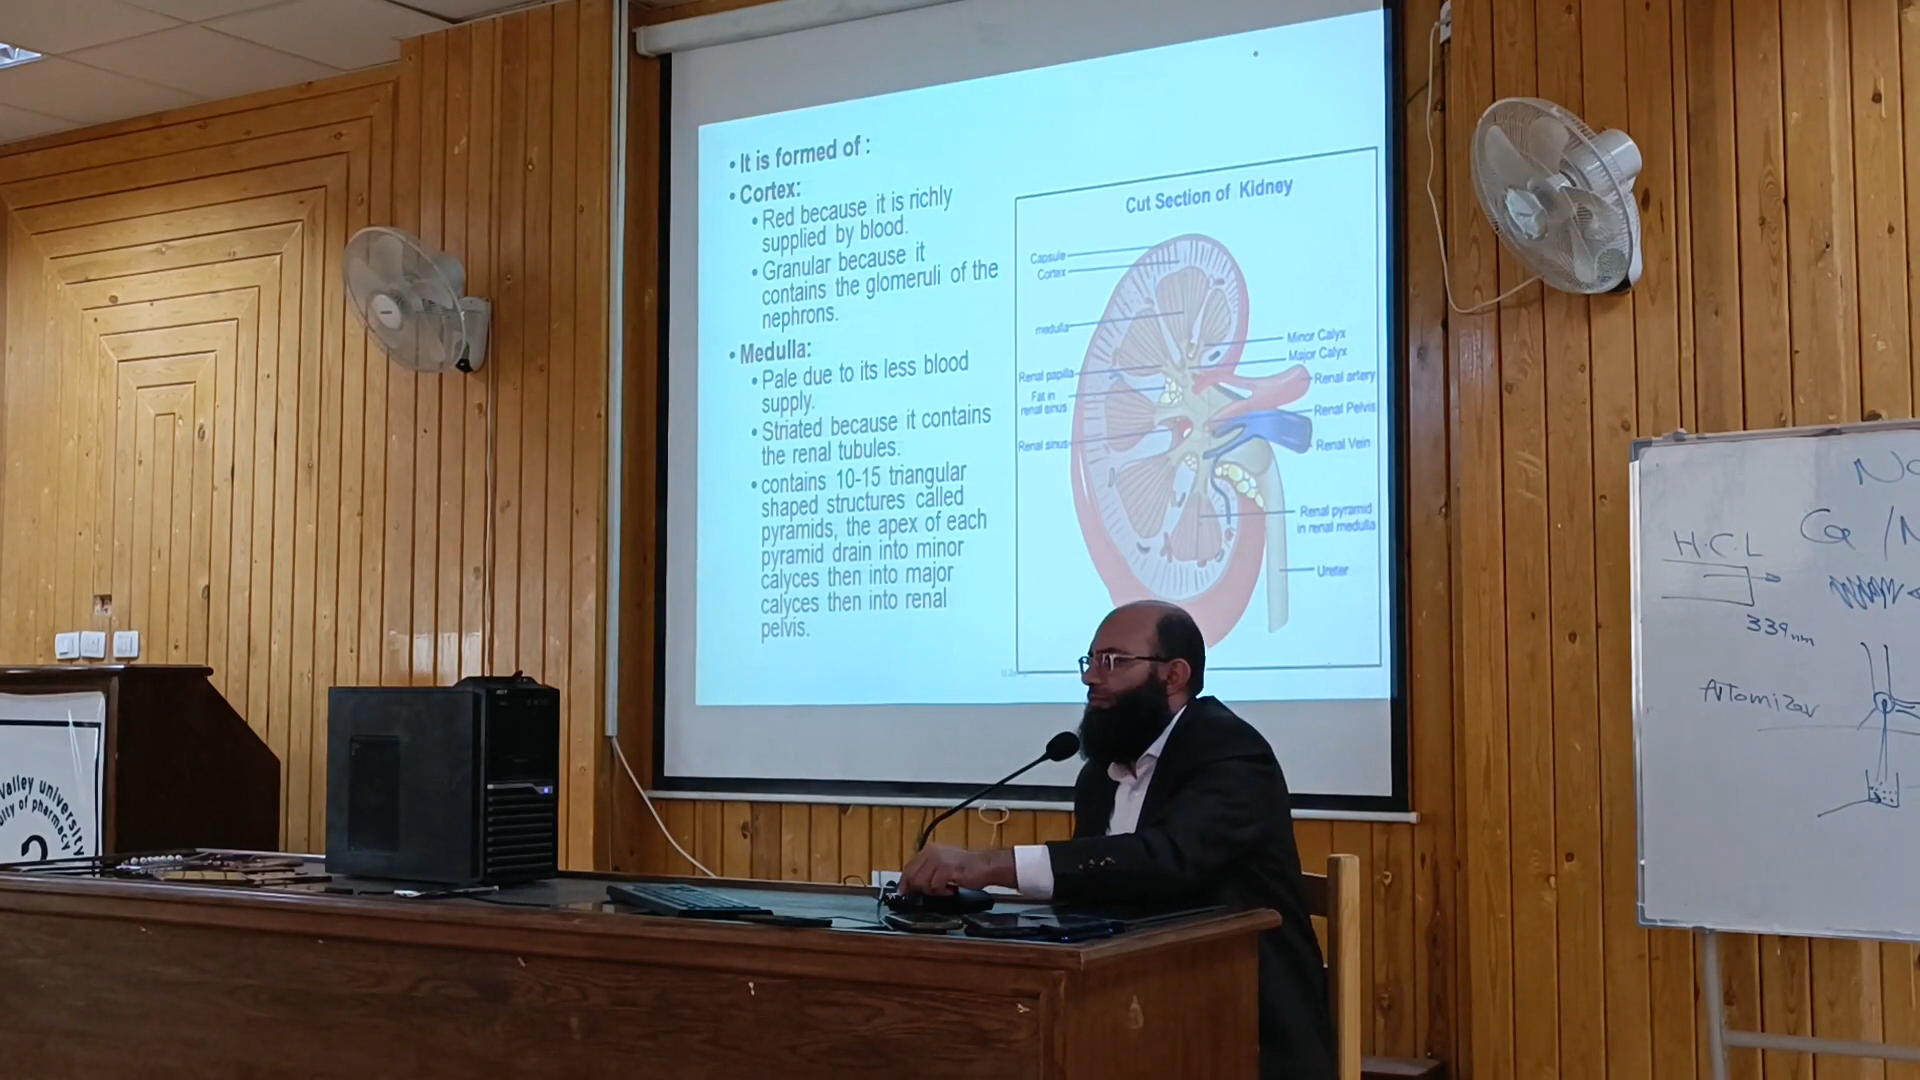 • It is formed of :
• Cortex:
• Red because it is richly
supplied by blood.
• Granular because it
contains the glomeruli of the
nephrons.
• Medulla:
• Pale due to its less blood
supply.
• Striated because it contains
the renal tubules.
• contains 10-15 triangular
shaped structures called
pyramids, the apex of each
pyramid drain into minor
calyces then into major
calyces then into renal
pelvis.
Cut Section of Kidney
Capsule
Cortex
medulla
Renal papilla
Fat in
renal sinus
Renal sinus
Minor Calyx
Major Calyx
Renal artery
Renal Pelvis
Renal Vein
Renal pyramid
in renal medulla
Ureter
H.C.L
339nm
Atomizer
valley university
of pharmacy
acer